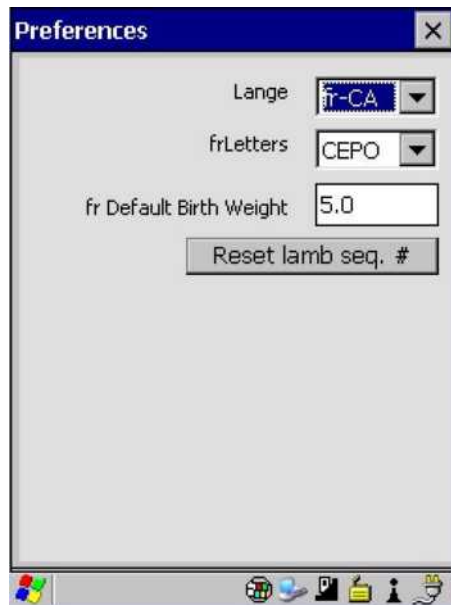 Preferences
Lange fr-CA
frLetters CEPO
fr Default Birth Weight 5.0
Reset lamb seq. #